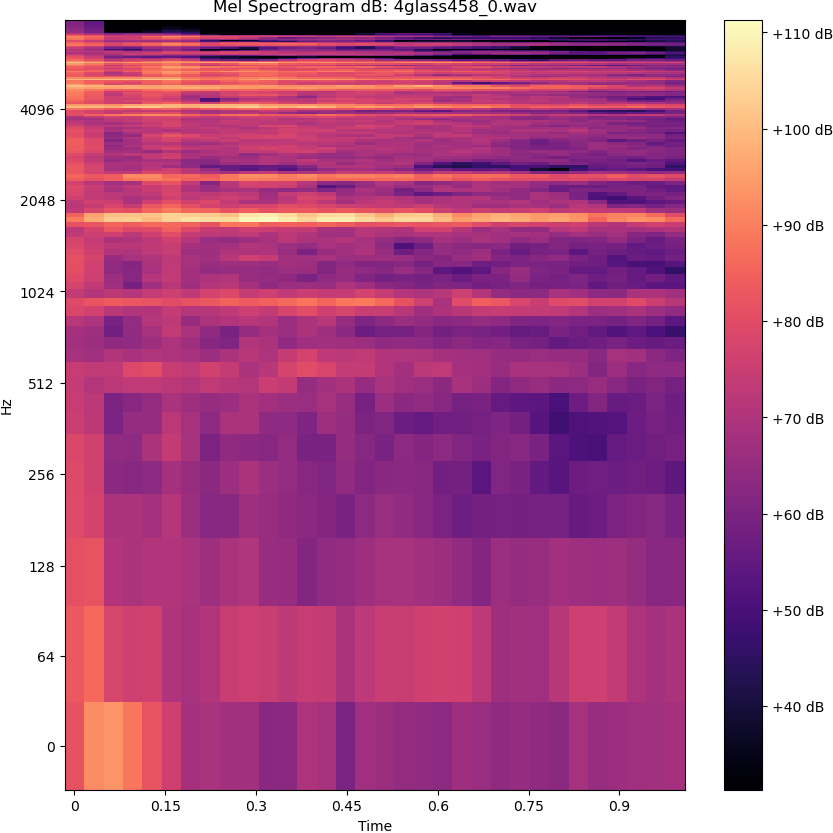 Mel Spectrogram dB: 4glass458_0.wav
+110 dB
4096
+100 dB
2048
+90 dB
1024
+80 dB
512
Hz
+70 dB
256
+60 dB
128
+50 dB
64
+40 dB
0
0 0.15 0.3 0.45 0.6 0.75 0.9
Time